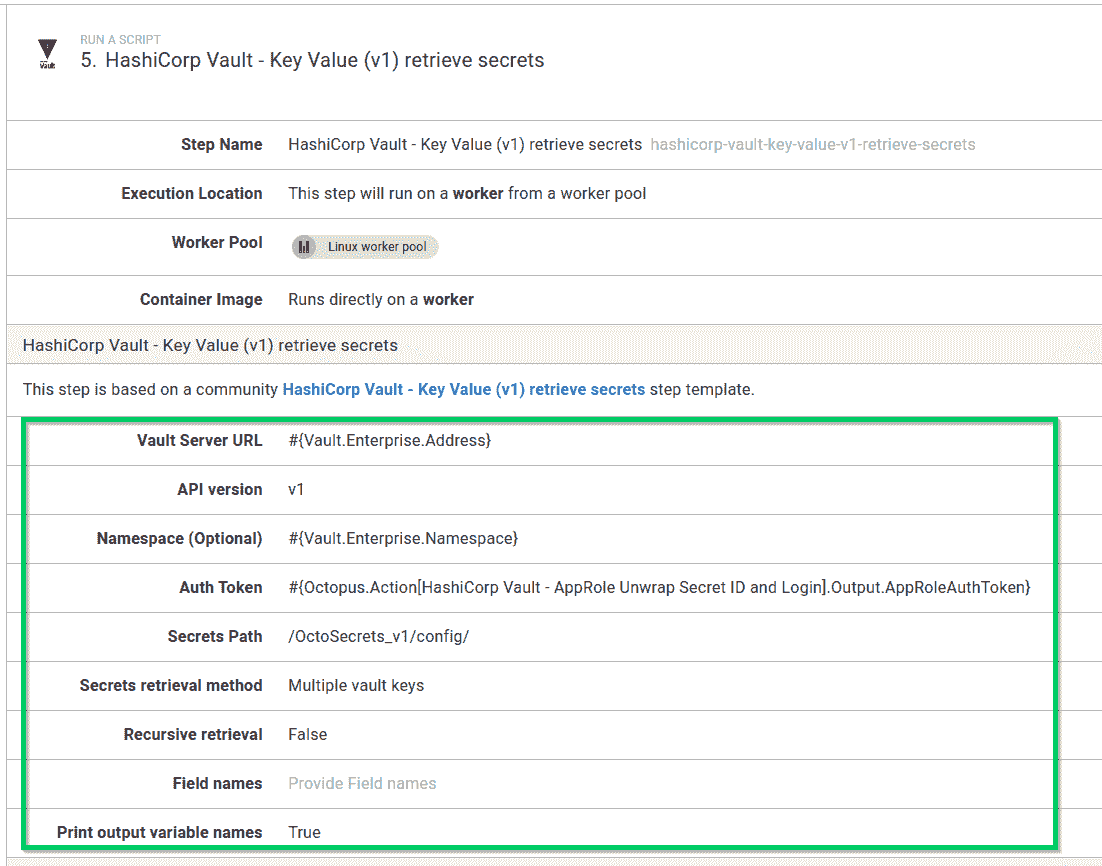 RUN A SCRIPT
Vault
5. HashiCorp Vault - Key Value (v1) retrieve secrets
Step Name HashiCorp Vault - Key Value (v1) retrieve secrets hashicorp-vault-key-value-v1-retrieve-secrets
Execution Location This step will run on a worker from a worker pool
Worker Pool Linux worker pool
Container Image Runs directly on a worker
HashiCorp Vault - Key Value (v1) retrieve secrets
This step is based on a community HashiCorp Vault - Key Value (v1) retrieve secrets step template.
Vault Server URL #{Vault.Enterprise.Address}
API version v1
Namespace (Optional) #{Vault.Enterprise.Namespace}
Auth Token #{Octopus.Action[HashiCorp Vault - AppRole Unwrap Secret ID and Login].Output.AppRoleAuthToken}
Secrets Path /OctoSecrets_v1/config/
Secrets retrieval method Multiple vault keys
Recursive retrieval False
Field names Provide Field names
Print output variable names True